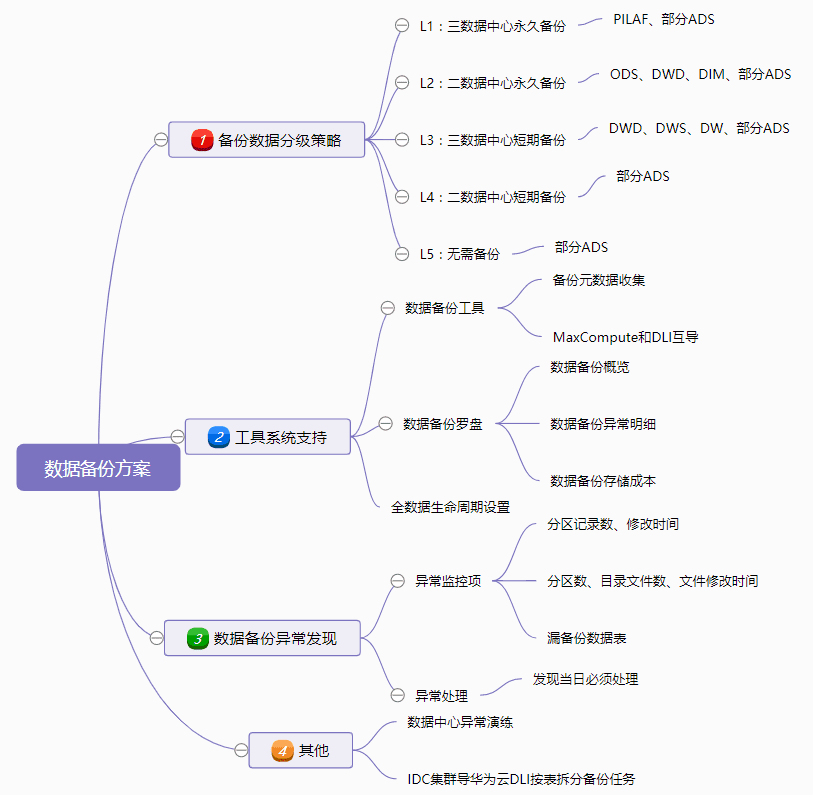 数据备份方案
1 备份数据分级策略
L1：三数据中心永久备份
PILAF、部分ADS
L2：二数据中心永久备份
ODS、DWD、DIM、部分ADS
L3：三数据中心短期备份
DWD、DWS、DW、部分ADS
L4：二数据中心短期备份
部分ADS
L5：无需备份
部分ADS
2 工具系统支持
数据备份工具
备份元数据收集
MaxCompute和DLI互导
数据备份罗盘
数据备份概览
数据备份异常明细
数据备份存储成本
全数据生命周期设置
3 数据备份异常发现
异常监控项
分区记录数、修改时间
分区数、目录文件数、文件修改时间
漏备份数据表
异常处理
发现当日必须处理
4 其他
数据中心异常演练
IDC集群导华为云DLI按表拆分备份任务